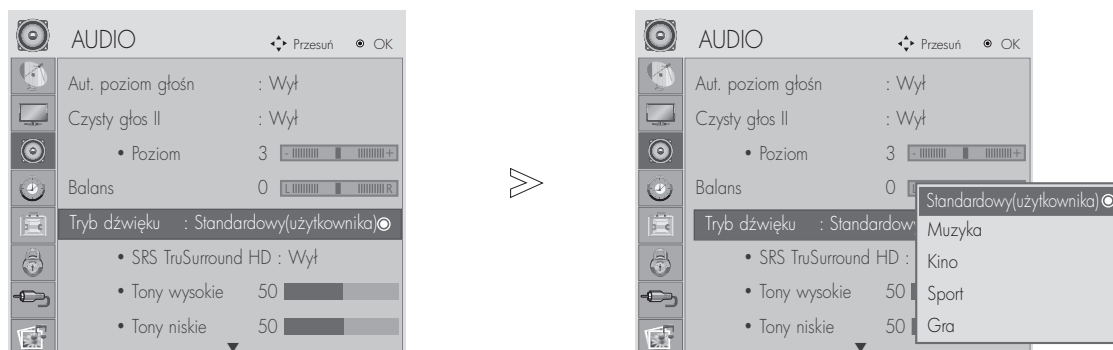 AUDIO
Przesuń
OK
Aut. poziom głośn : Wył
Czysty głos II : Wył
• Poziom 3 - +
Balans 0 L R
Tryb dźwięku : Standardowy(użytkownika)
• SRS TruSurround HD : Wył
• Tony wysokie 50
• Tony niskie 50
>
AUDIO
Przesuń
OK
Aut. poziom głośn : Wył
Czysty głos II : Wył
• Poziom 3 - +
Balans 0 L
Tryb dźwięku : Standardowy
• SRS TruSurround HD :
• Tony wysokie 50
• Tony niskie 50
Standardowy(użytkownika)
Muzyka
Kino
Sport
Gra